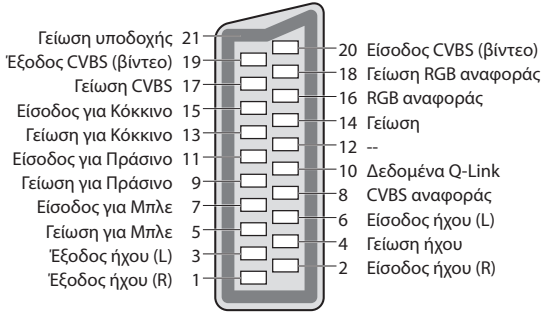 Γείωση υποδοχής 21
Έξοδος CVBS (βίντεο) 19
Γείωση CVBS 17
Είσοδος για Κόκκινο 15
Γείωση για Κόκκινο 13
Είσοδος για Πράσινο 11
Γείωση για Πράσινο 9
Είσοδος για Μπλε 7
Γείωση για Μπλε 5
Έξοδος ήχου (L) 3
Έξοδος ήχου (R) 1
20 Είσοδος CVBS (βίντεο)
18 Γείωση RGB αναφοράς
16 RGB αναφοράς
14 Γείωση
12 --
10 Δεδομένα Q-Link
8 CVBS αναφοράς
6 Είσοδος ήχου (L)
4 Γείωση ήχου
2 Είσοδος ήχου (R)